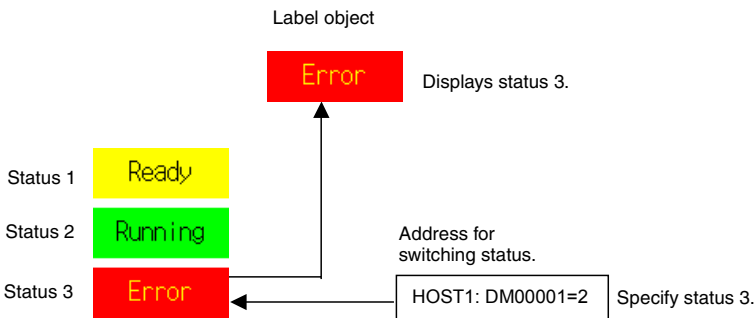 Label object
Error
Displays status 3.
Status 1
Ready
Status 2
Running
Status 3
Error
Address for
switching status.
HOST1: DM00001=2
Specify status 3.